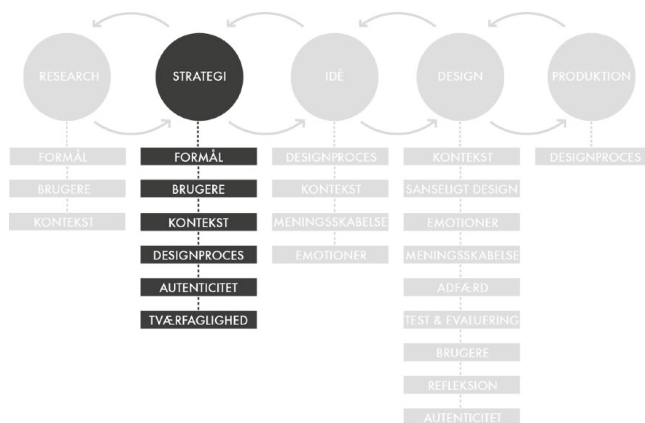 RESEARCH
STRATEGI
IDÈ
DESIGN
PRODUKTION
FORMÅL
BRUGERE
KONTEKST
FORMÅL
BRUGERE
KONTEKST
DESIGNPROCES
AUTENTICITET
TVÆRFAGLIGHED
DESIGNPROCES
KONTEKST
MENINGSSKABELSE
EMOTIONER
KONTEKST
SANSELIGT DESIGN
EMOTIONER
MENINGSSKABELSE
ADFÆRD
TEST & EVALUERING
BRUGERE
REFLEKSION
AUTENTICITET
DESIGNPROCES